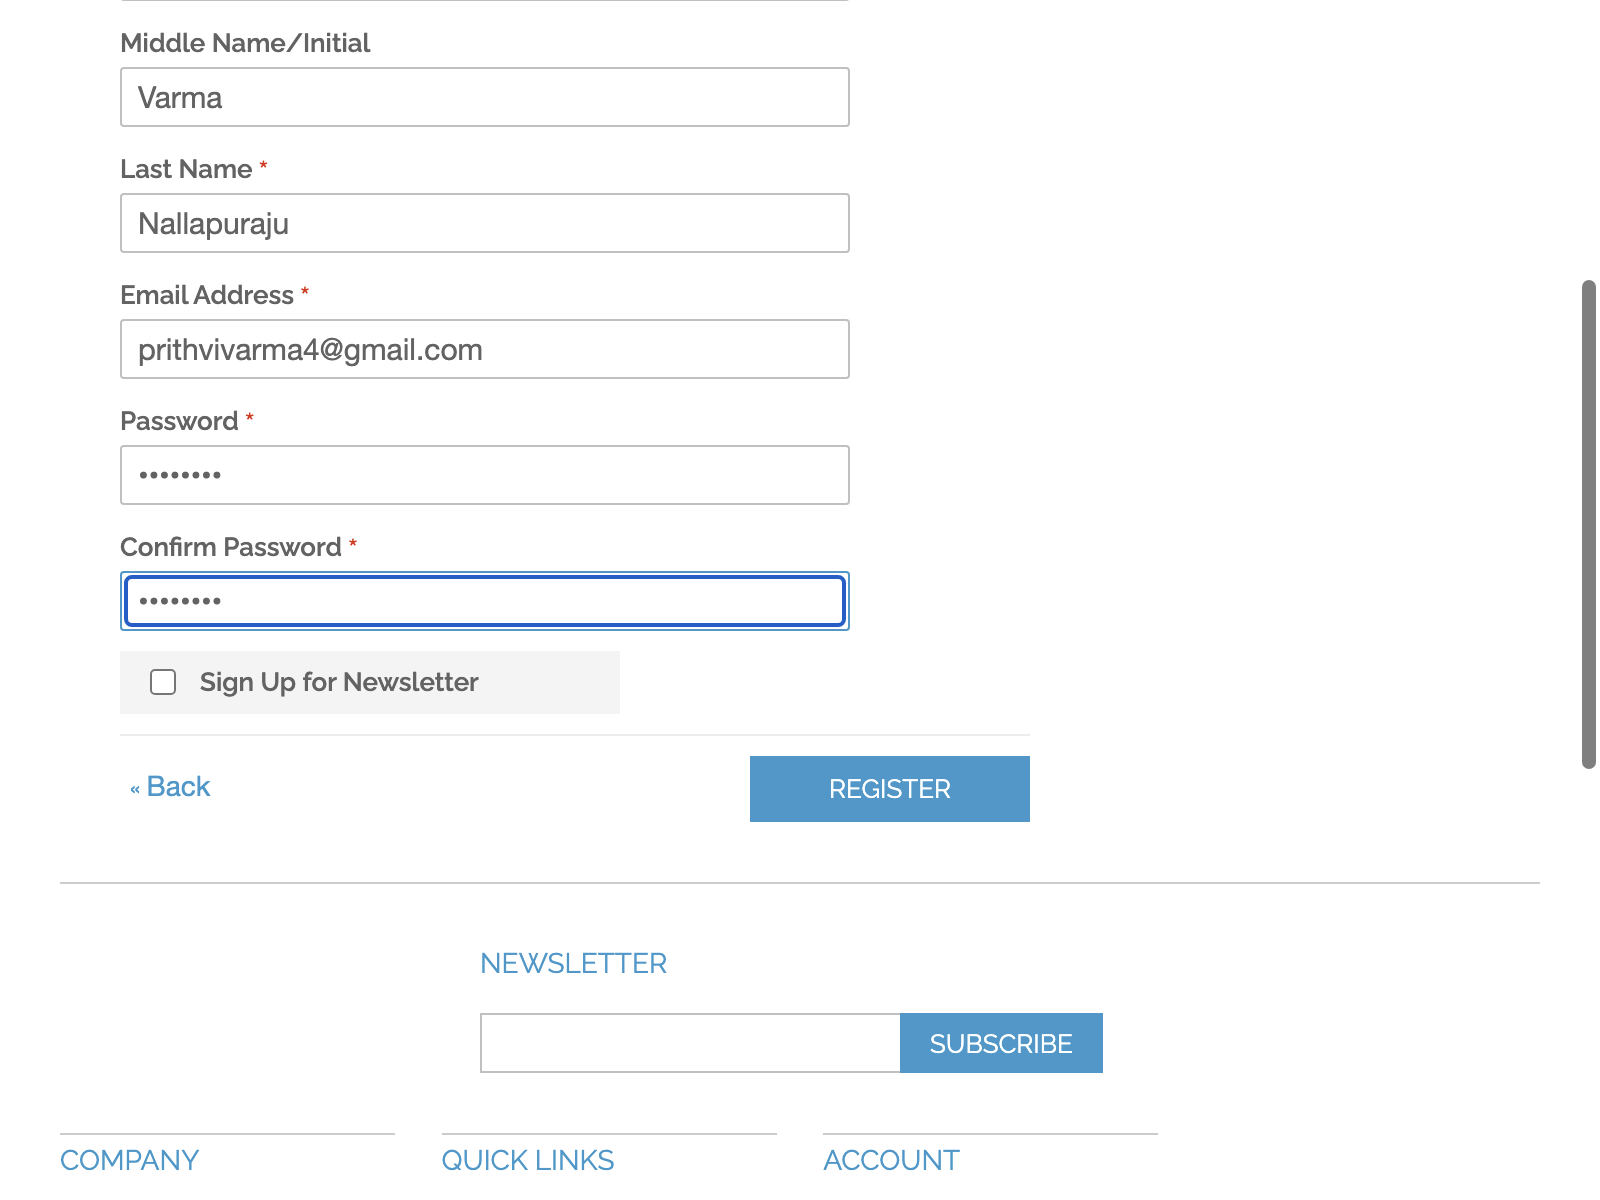 Middle Name/Initial
Varma
Last Name *
Nallapuraju
Email Address *
prithvivarma4@gmail.com
Password *
••••••••
Confirm Password *
••••••••
Sign Up for Newsletter
« Back
REGISTER
NEWSLETTER
SUBSCRIBE
COMPANY
QUICK LINKS
ACCOUNT